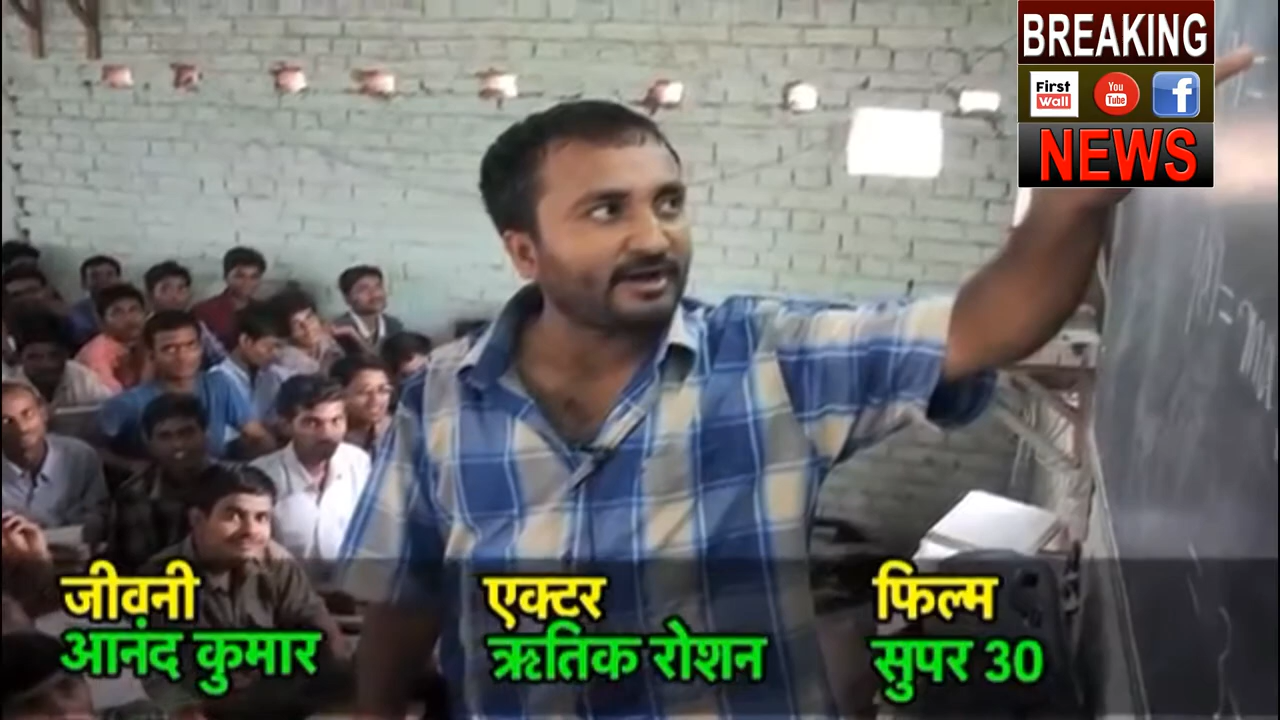 BREAKING
First
wall
You
Tube
f
NEWS
जीवनी
आनंद कुमार
एक्टर
ऋतिक रोशन
फिल्म
सुपर 30